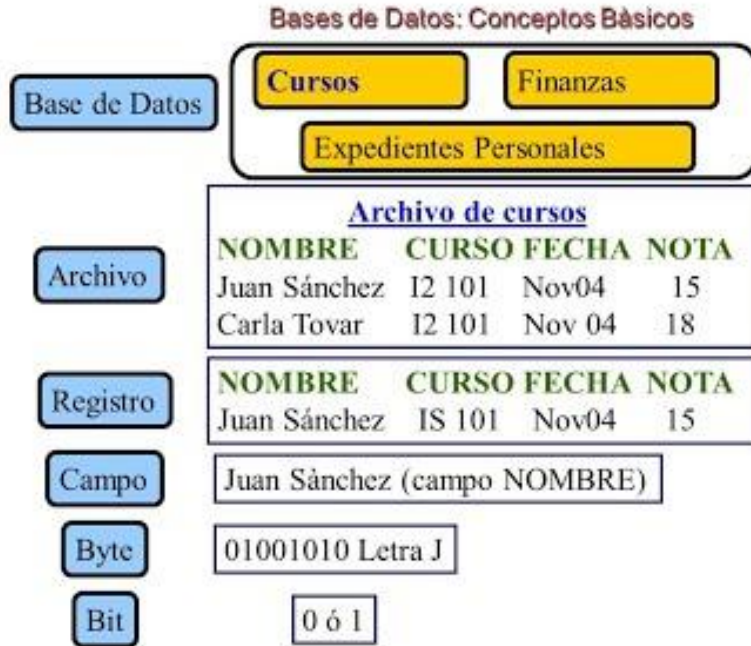 Bases de Datos: Conceptos Bàsicos
Base de Datos
Cursos
Finanzas
Expedientes Personales
Archivo
Archivo de cursos
NOMBRE CURSO FECHA NOTA
Juan Sánchez I2 101 Nov04 15
Carla Tovar I2 101 Nov 04 18
Registro
NOMBRE CURSO FECHA NOTA
Juan Sánchez IS 101 Nov04 15
Campo
Juan Sànchez (campo NOMBRE)
Byte
01001010 Letra J
Bit
0 ó 1